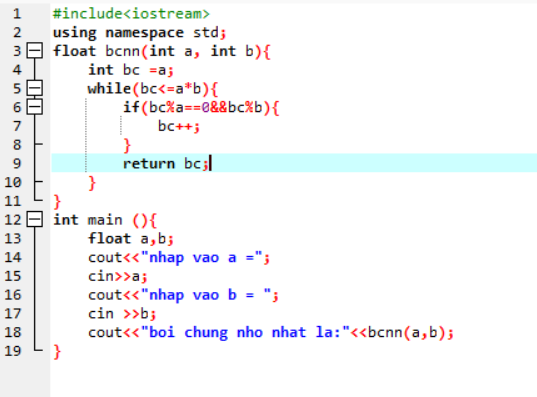 1 #include<iostream>
2 using namespace std;
3 float bcnn(int a, int b){
4 int bc =a;
5 while(bc<=a*b){
6 if(bc%a==0&&bc%b){
7 bc++;
8 }
9 return bc;
10 }
11 }
12 int main (){
13 float a,b;
14 cout<<"nhap vao a =";
15 cin>>a;
16 cout<<"nhap vao b = ";
17 cin >>b;
18 cout<<"boi chung nho nhat la:"<<bcnn(a,b);
19 }